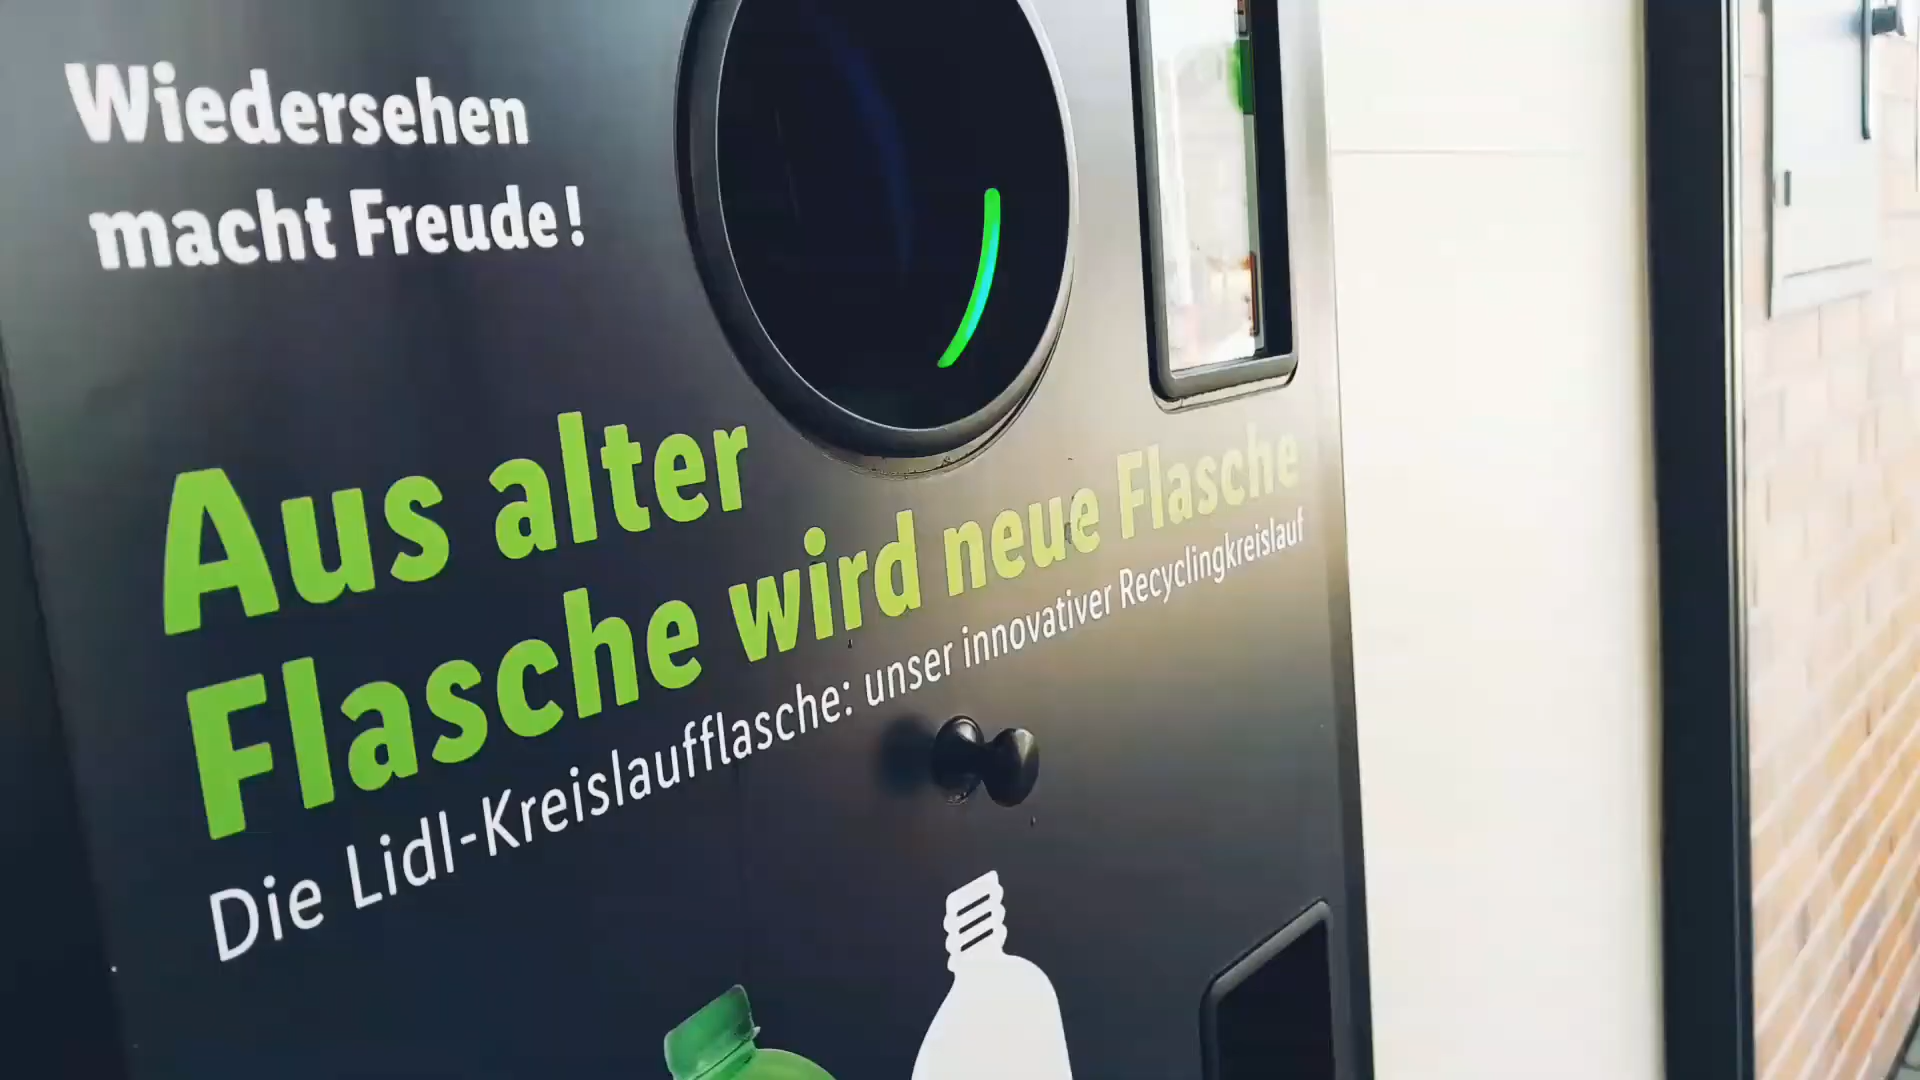 Wiedersehen
macht Freude!
Aus alter
Flasche wird neue Flasche
Die Lidl-Kreislaufflasche: unser innovativer Recyclingkreislauf